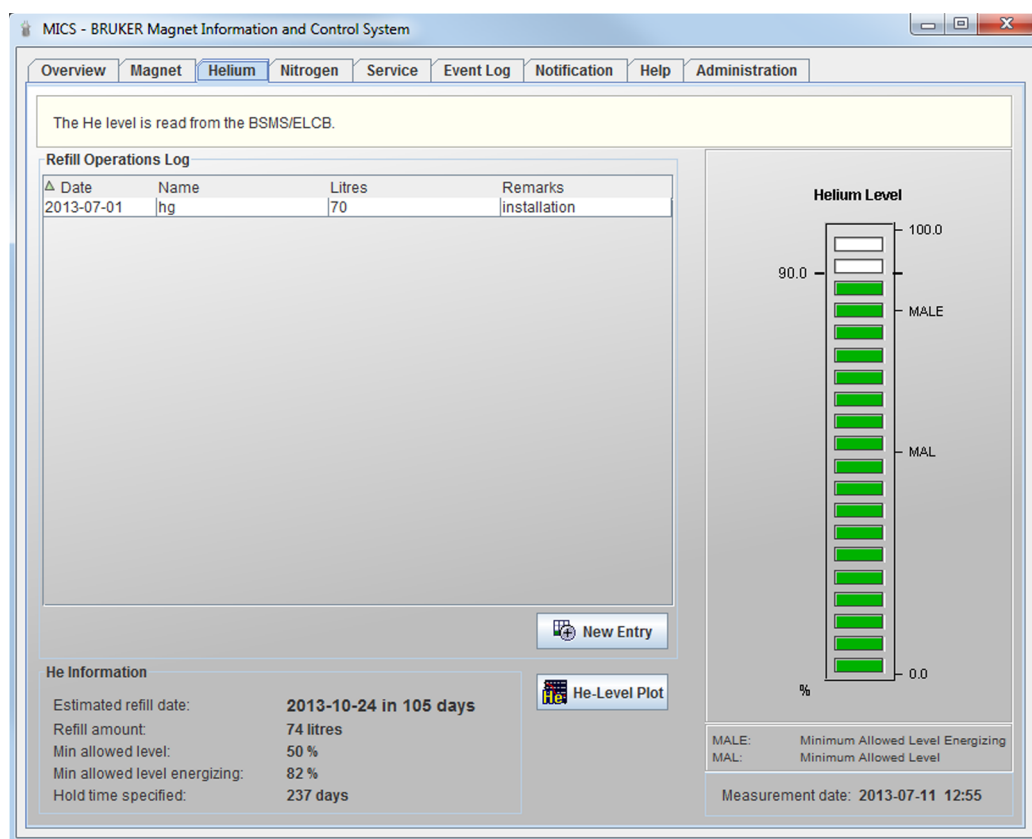 MICS - BRUKER Magnet Information and Control System
Overview Magnet Helium Nitrogen Service Event Log Notification Help Administration
The He level is read from the BSMS/ELCB.
Refill Operations Log
Date Name Litres Remarks
2013-07-01 hg 70 installation
New Entry
He Information
Estimated refill date: 2013-10-24 in 105 days
Refill amount: 74 litres
Min allowed level: 50 %
Min allowed level energizing: 82 %
Hold time specified: 237 days
He
He-Level Plot
Helium Level
100.0
90.0
MALE
MAL
0.0
%
MALE: Minimum Allowed Level Energizing
MAL: Minimum Allowed Level
Measurement date: 2013-07-11 12:55